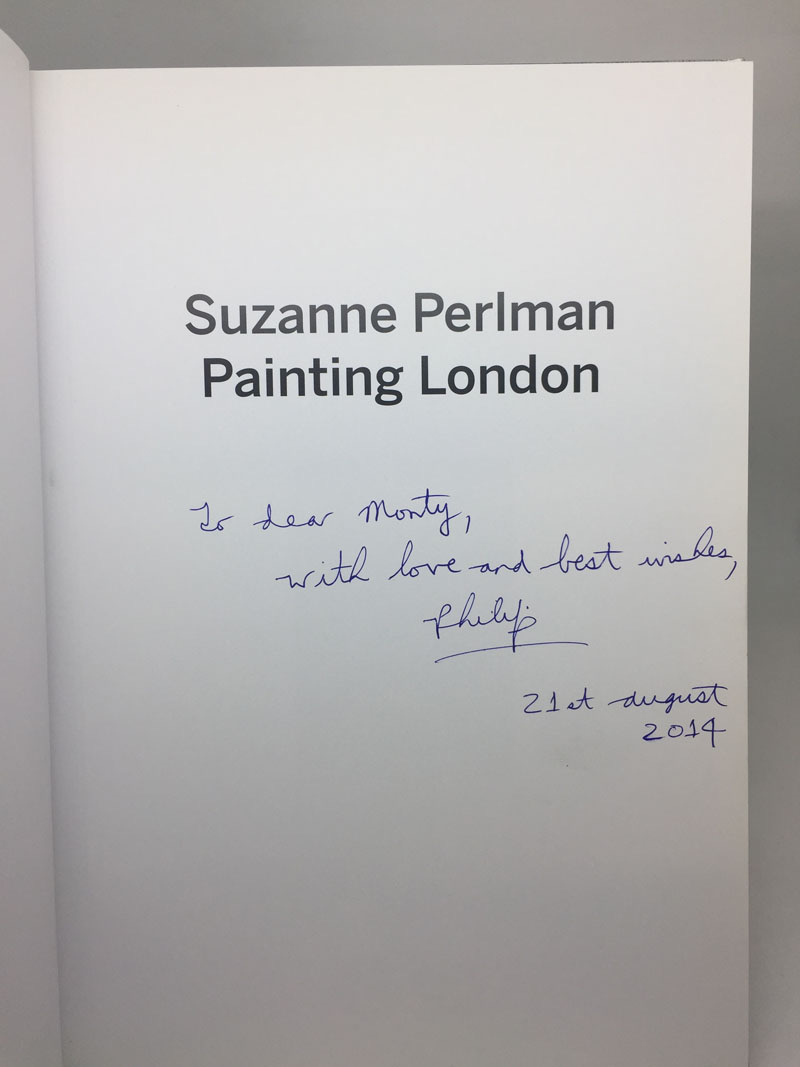 Suzanne Perlman
Painting London
To dear Monty,
with love and best wishes,
Philip
21st august
2014